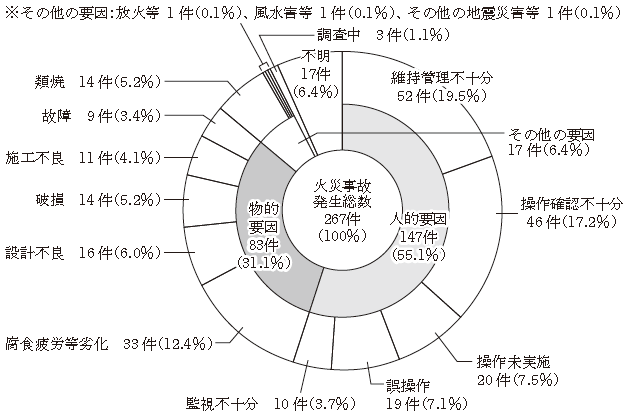 ※その他の要因:放火等 1件(0.1%)、風水害等 1件(0.1%)、その他の地震災害等 1件(0.1%)
調査中 3件(1.1%)
不明
17件
(6.4%)
維持管理不十分
52件(19.5%)
その他の要因
17件(6.4%)
操作確認不十分
46件(17.2%)
操作未実施
20件(7.5%)
誤操作
19件(7.1%)
監視不十分 10件(3.7%)
腐食疲労等劣化 33件(12.4%)
設計不良 16件(6.0%)
破損 14件(5.2%)
施工不良 11件(4.1%)
故障 9件(3.4%)
類焼 14件(5.2%)
火災事故
発生総数
267件
(100%)
人的要因
147件
(55.1%)
物的
要因
83件
(31.1%)